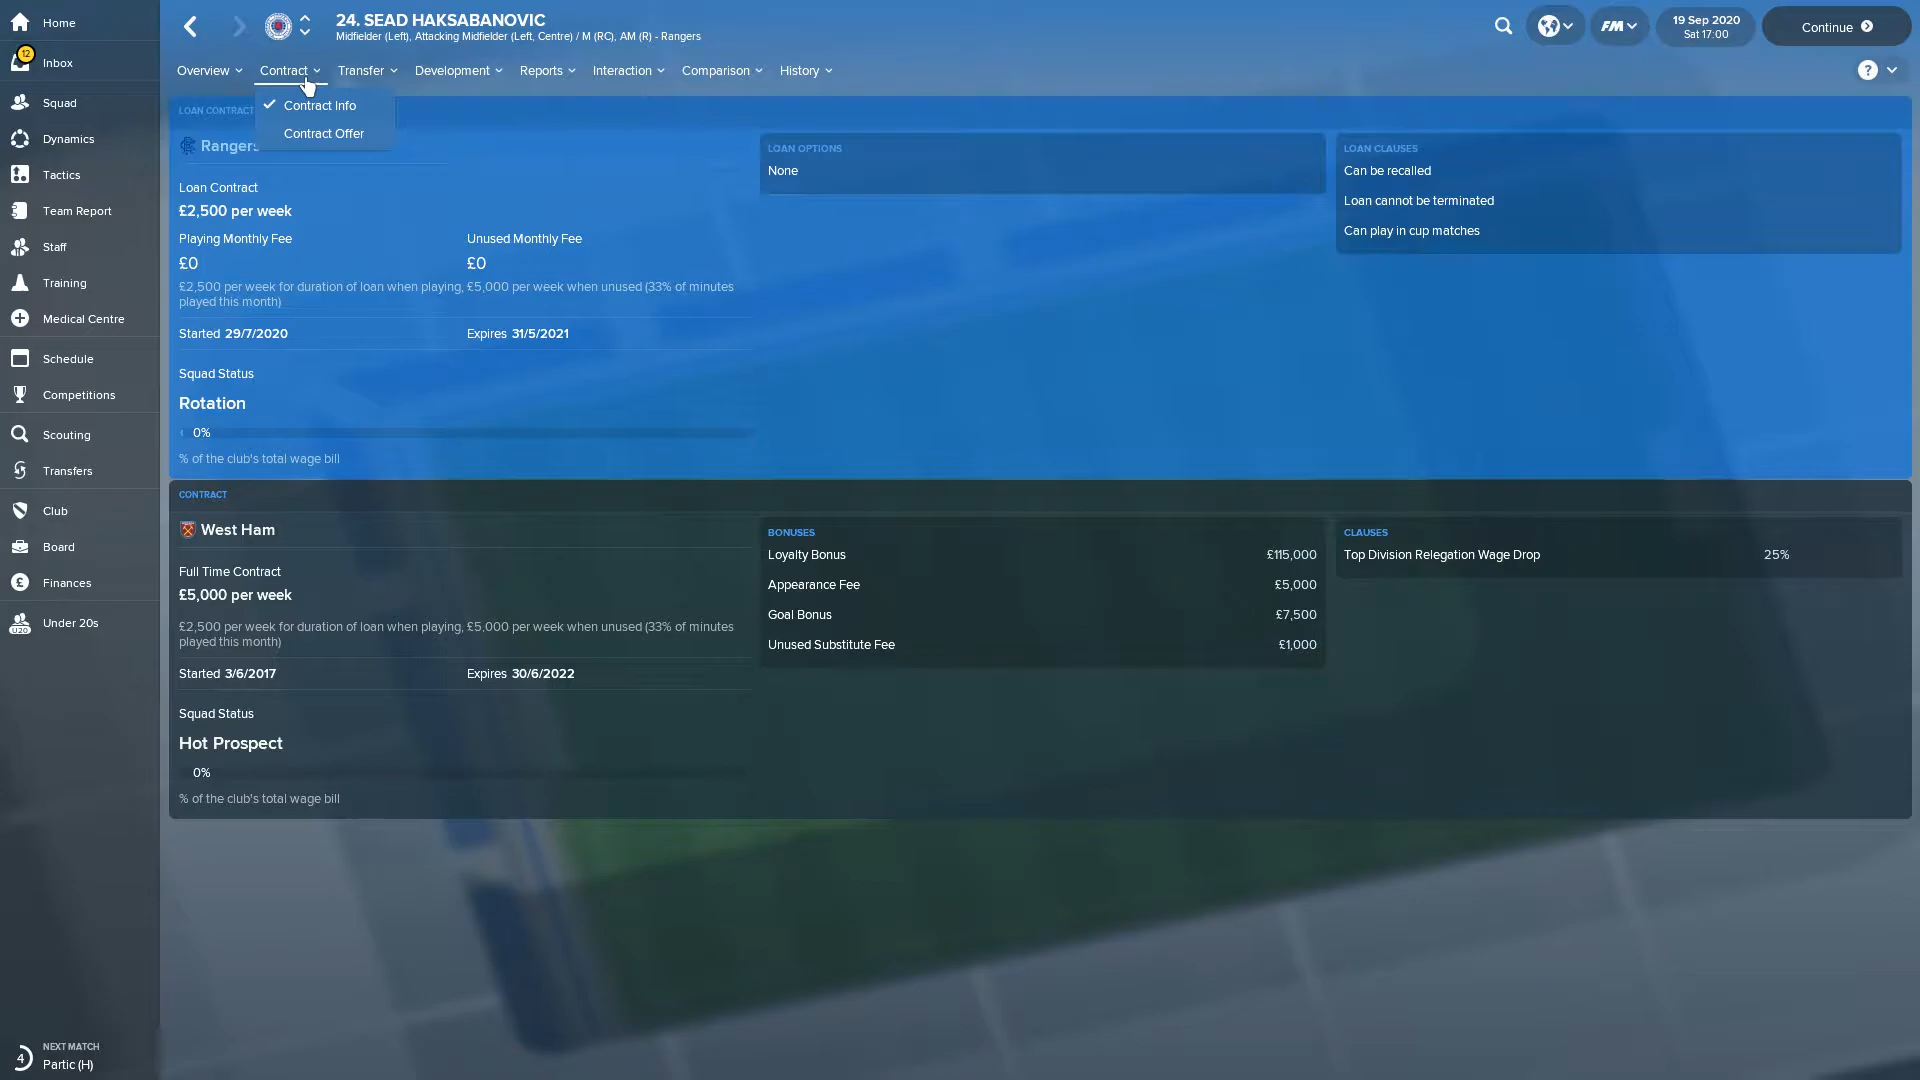 Home
12
Inbox
Squad
Dynamics
Tactics
Team Report
Staff
Training
Medical Centre
Schedule
Competitions
Scouting
Transfers
Club
Board
Finances
U20
Under 20s
4
NEXT MATCH
Partic (H)
24. SEAD HAKSABANOVIC
Midfielder (Left), Attacking Midfielder (Left, Centre) / M (RC), AM (R) - Rangers
FM
19 Sep 2020
Sat 17:00
Continue
Overview
Contract
Transfer
Development
Reports
Interaction
Comparison
History
?
Contract Info
Contract Offer
LOAN CONTRACT
Rangers
Loan Contract
£2,500 per week
Playing Monthly Fee
Unused Monthly Fee
£0
£0
£2,500 per week for duration of loan when playing, £5,000 per week when unused (33% of minutes
played this month)
Started 29/7/2020
Expires 31/5/2021
Squad Status
Rotation
0%
% of the club's total wage bill
LOAN OPTIONS
None
LOAN CLAUSES
Can be recalled
Loan cannot be terminated
Can play in cup matches
CONTRACT
West Ham
Full Time Contract
£5,000 per week
£2,500 per week for duration of loan when playing, £5,000 per week when unused (33% of minutes
played this month)
Started 3/6/2017
Expires 30/6/2022
Squad Status
Hot Prospect
0%
% of the club's total wage bill
BONUSES
Loyalty Bonus £115,000
Appearance Fee £5,000
Goal Bonus £7,500
Unused Substitute Fee £1,000
CLAUSES
Top Division Relegation Wage Drop 25%